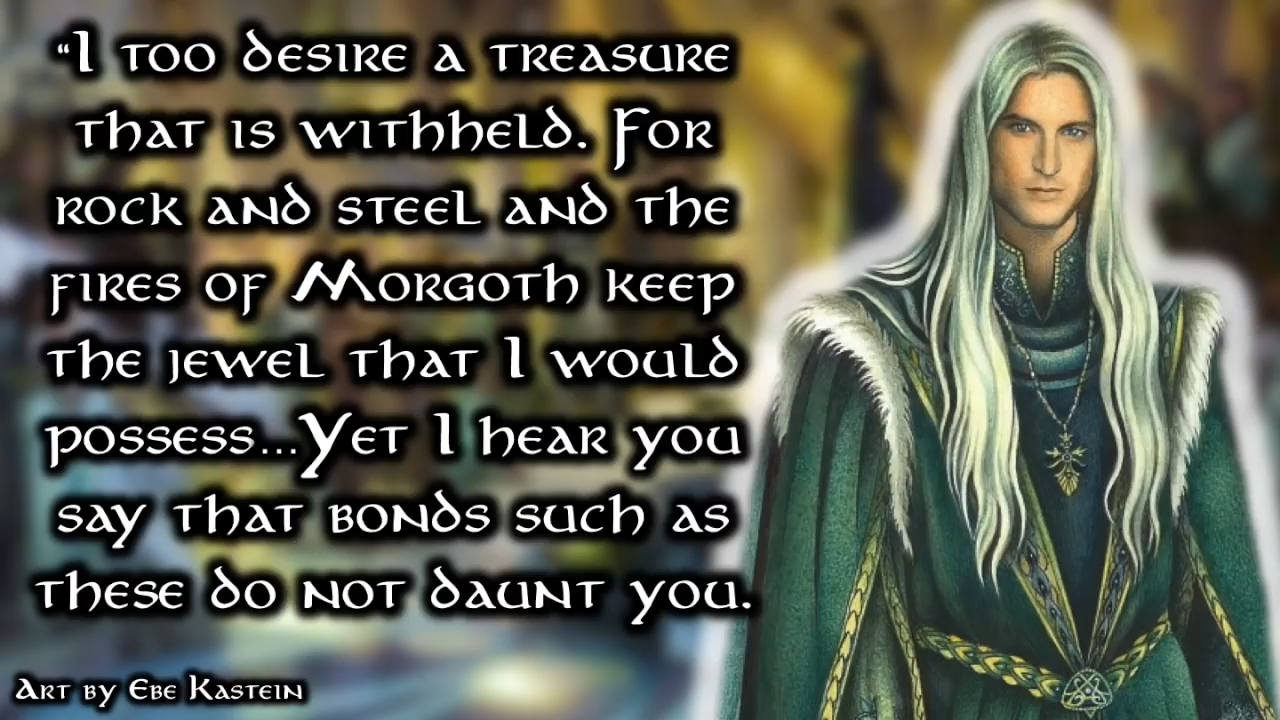 “I too desire a treasure
that is withheld. For
rock and steel and the
fires of Morgoth keep
the jewel that I would
possess...Yet I hear you
say that bonds such as
these do not daunt you.
Art by Ebe Kastein